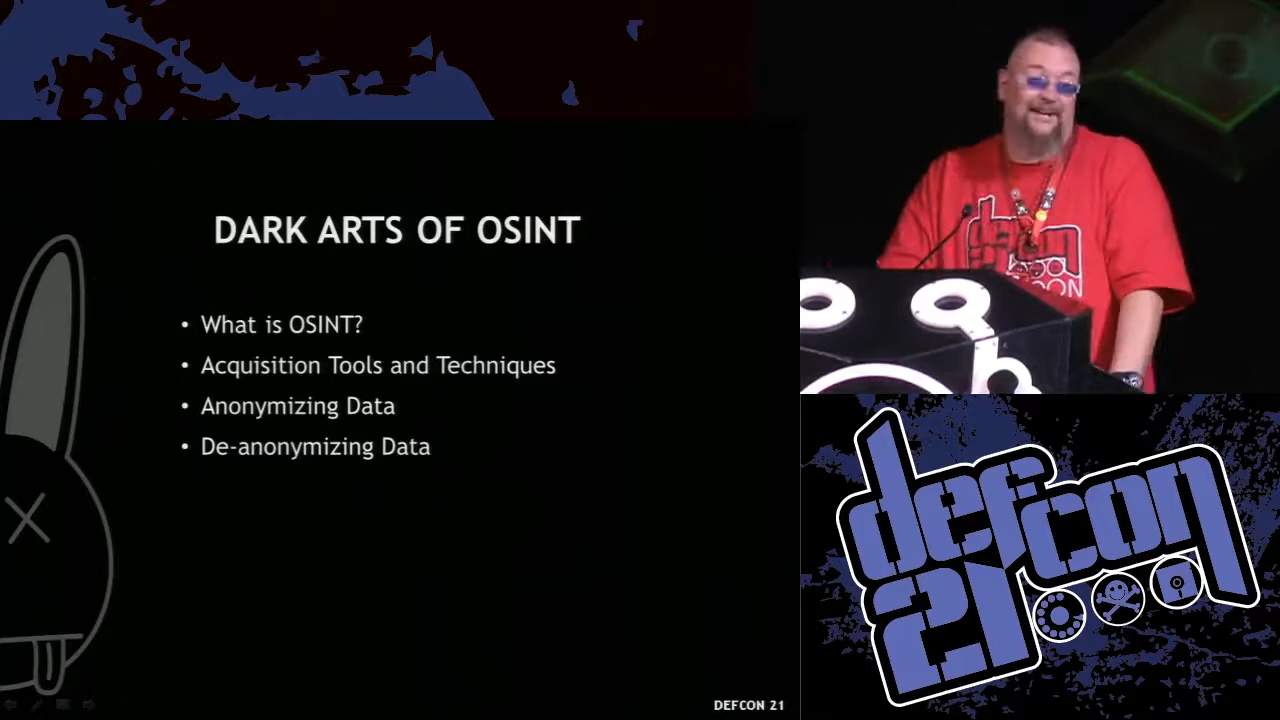 DARK ARTS OF OSINT
• What is OSINT?
• Acquisition Tools and Techniques
• Anonymizing Data
• De-anonymizing Data
DEFCON 21
defcon
defcon
21